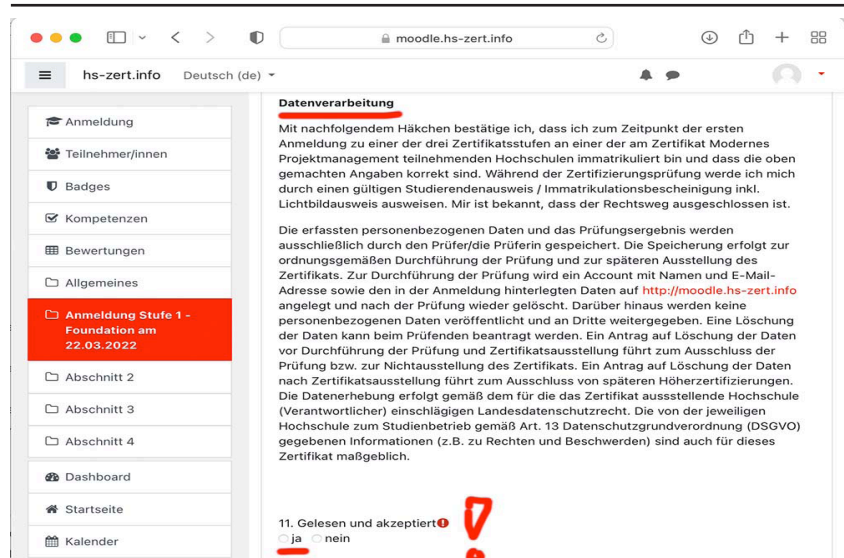 moodle.hs-zert.info
hs-zert.info Deutsch (de)
Anmeldung
Teilnehmer/innen
Badges
Kompetenzen
Bewertungen
Allgemeines
Anmeldung Stufe 1 -
Foundation am
22.03.2022
Abschnitt 2
Abschnitt 3
Abschnitt 4
Dashboard
Startseite
Kalender
Datenverarbeitung
Mit nachfolgendem Häkchen bestätige ich, dass ich zum Zeitpunkt der ersten
Anmeldung zu einer der drei Zertifikatsstufen an einer der am Zertifikat Modernes
Projektmanagement teilnehmenden Hochschulen immatrikuliert bin und dass die oben
gemachten Angaben korrekt sind. Während der Zertifizierungsprüfung werde ich mich
durch einen gültigen Studierendenausweis / Immatrikulationsbescheinigung inkl.
Lichtbildausweis ausweisen. Mir ist bekannt, dass der Rechtsweg ausgeschlossen ist.
Die erfassten personenbezogenen Daten und das Prüfungsergebnis werden
ausschließlich durch den Prüfer/die Prüferin gespeichert. Die Speicherung erfolgt zur
ordnungsgemäßen Durchführung der Prüfung und zur späteren Ausstellung des
Zertifikats. Zur Durchführung der Prüfung wird ein Account mit Namen und E-Mail-
Adresse sowie den in der Anmeldung hinterlegten Daten auf http://moodle.hs-zert.info
angelegt und nach der Prüfung wieder gelöscht. Darüber hinaus werden keine
personenbezogenen Daten veröffentlicht und an Dritte weitergegeben. Eine Löschung
der Daten kann beim Prüfenden beantragt werden. Ein Antrag auf Löschung der Daten
vor Durchführung der Prüfung und Zertifikatsausstellung führt zum Ausschluss der
Prüfung bzw. zur Nichtausstellung des Zertifikats. Ein Antrag auf Löschung der Daten
nach Zertifikatsausstellung führt zum Ausschluss von späteren Höherzertifizierungen.
Die Datenerhebung erfolgt gemäß dem für die das Zertifikat aussstellende Hochschule
(Verantwortlicher) einschlägigen Landesdatenschutzrecht. Die von der jeweiligen
Hochschule zum Studienbetrieb gemäß Art. 13 Datenschutzgrundverordnung (DSGVO)
gegebenen Informationen (z.B. zu Rechten und Beschwerden) sind auch für dieses
Zertifikat maßgeblich.
11. Gelesen und akzeptiert
ja nein
!